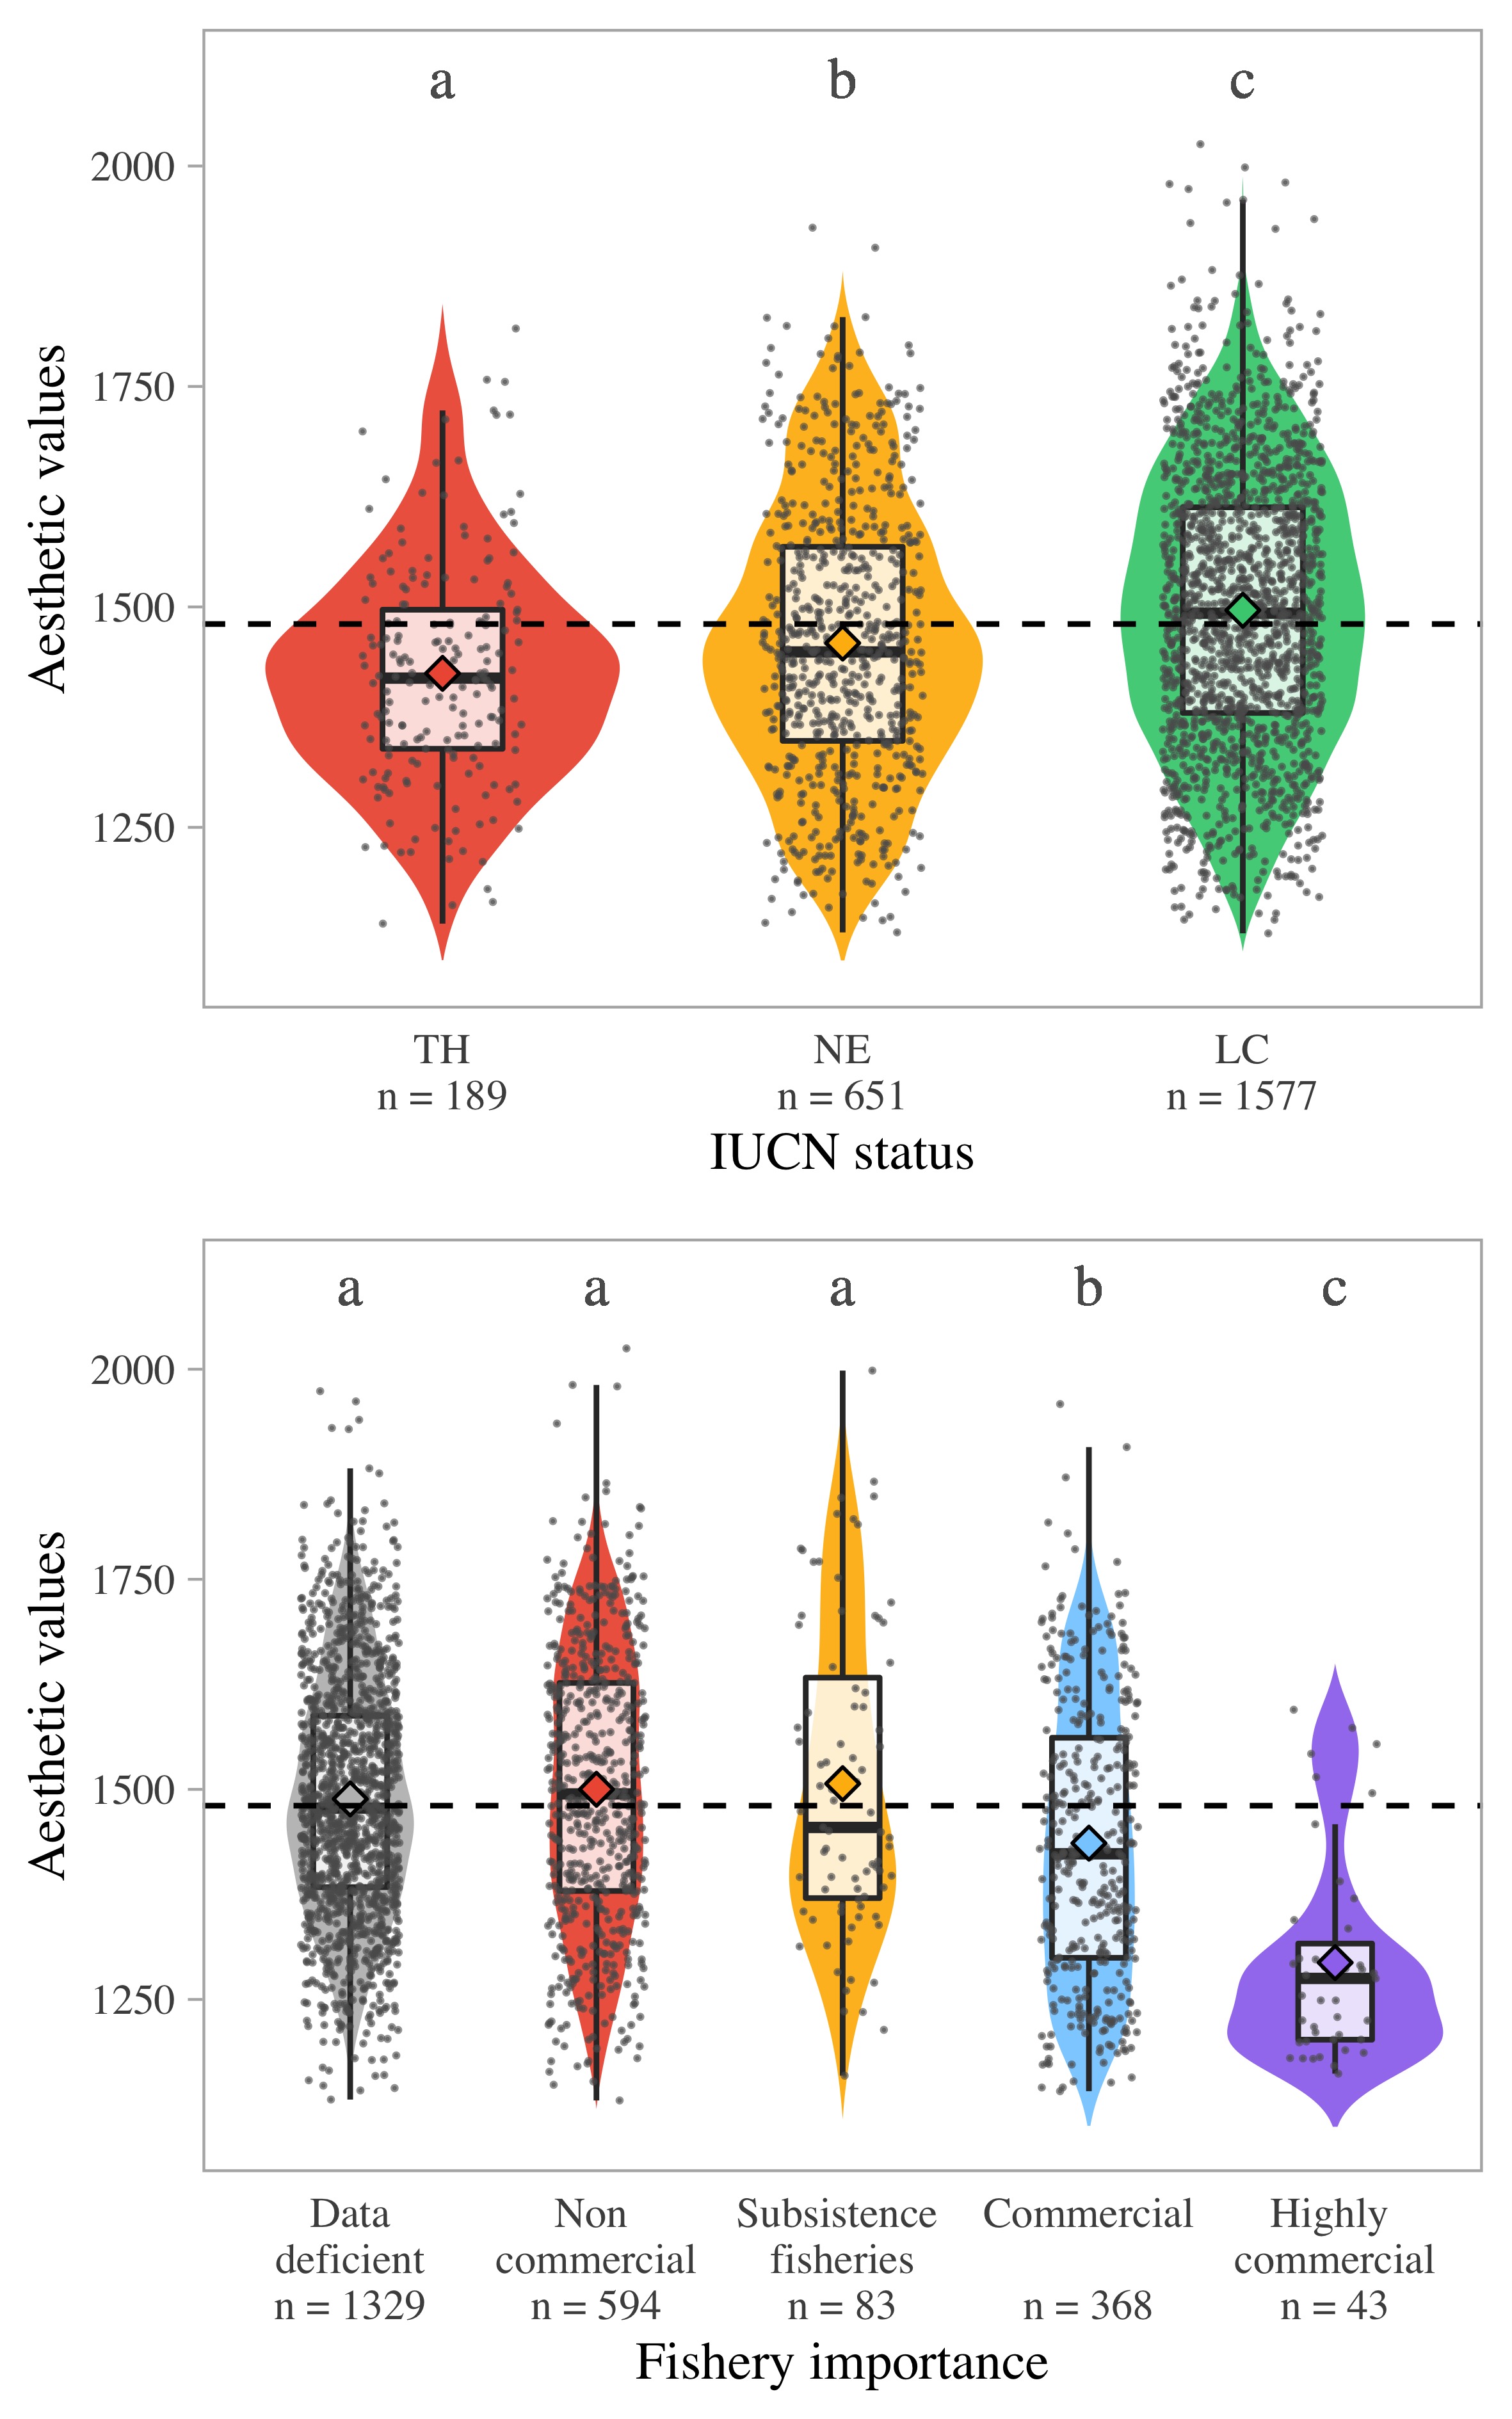 a b c
2000
1750
1500
1250
Aesthetic values
TH NE LC
n = 189 n = 651 n = 1577
IUCN status
a a a b c
2000
1750
1500
1250
Aesthetic values
Data Non Subsistence Commercial Highly
deficient commercial fisheries commercial
n = 1329 n = 594 n = 83 n = 368 n = 43
Fishery importance